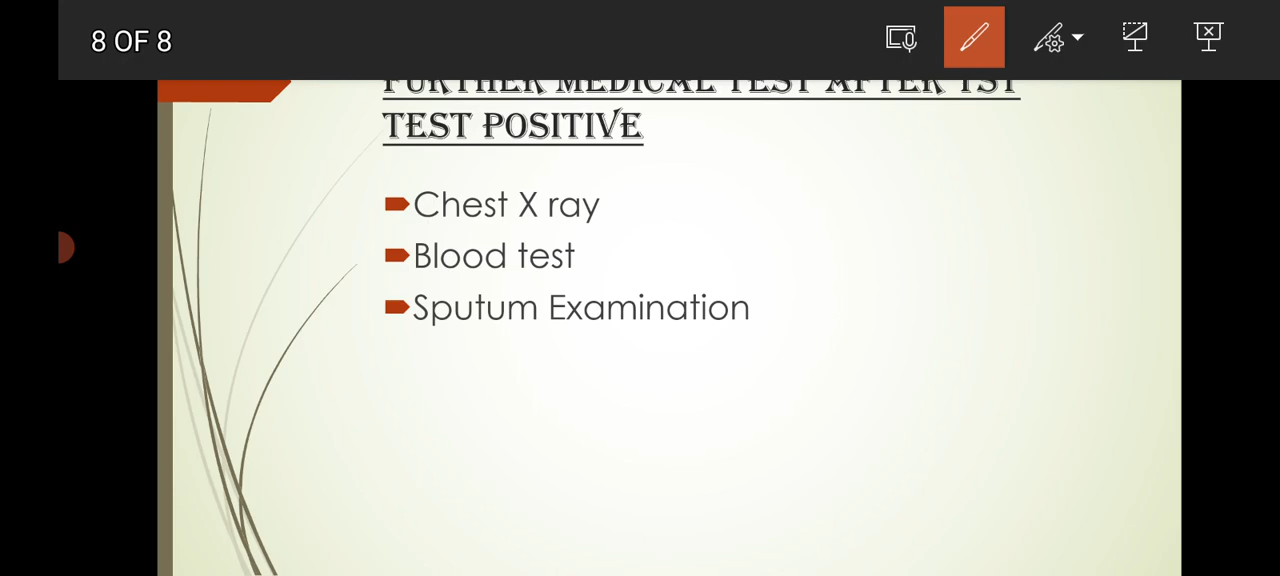 8 OF 8
FURTHER MEDICAL TEST AFTER TST
TEST POSITIVE
Chest X ray
Blood test
Sputum Examination